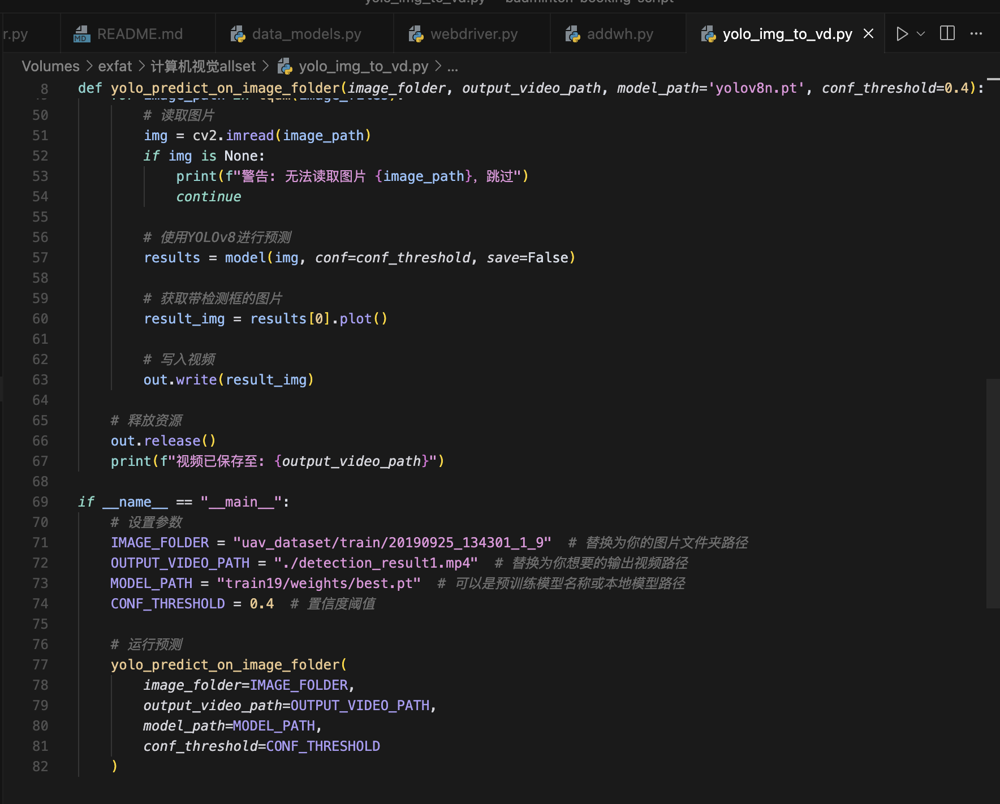 yolo_img_to_vd.py — badminton-booking-script
r.py README.md data_models.py webdriver.py addwh.py yolo_img_to_vd.py
Volumes > exfat > 计算机视觉allset > yolo_img_to_vd.py > ...
8 def yolo_predict_on_image_folder(image_folder, output_video_path, model_path='yolov8n.pt', conf_threshold=0.4):
for image_path in tqdm(image_files):
50 # 读取图片
51 img = cv2.imread(image_path)
52 if img is None:
53 print(f"警告: 无法读取图片 {image_path}，跳过")
54 continue
55
56 # 使用YOLOv8进行预测
57 results = model(img, conf=conf_threshold, save=False)
58
59 # 获取带检测框的图片
60 result_img = results[0].plot()
61
62 # 写入视频
63 out.write(result_img)
64
65 # 释放资源
66 out.release()
67 print(f"视频已保存至: {output_video_path}")
68
69 if __name__ == "__main__":
70 # 设置参数
71 IMAGE_FOLDER = "uav_dataset/train/20190925_134301_1_9" # 替换为你的图片文件夹路径
72 OUTPUT_VIDEO_PATH = "./detection_result1.mp4" # 替换为你想要的输出视频路径
73 MODEL_PATH = "train19/weights/best.pt" # 可以是预训练模型名称或本地模型路径
74 CONF_THRESHOLD = 0.4 # 置信度阈值
75
76 # 运行预测
77 yolo_predict_on_image_folder(
78 image_folder=IMAGE_FOLDER,
79 output_video_path=OUTPUT_VIDEO_PATH,
80 model_path=MODEL_PATH,
81 conf_threshold=CONF_THRESHOLD
82 )